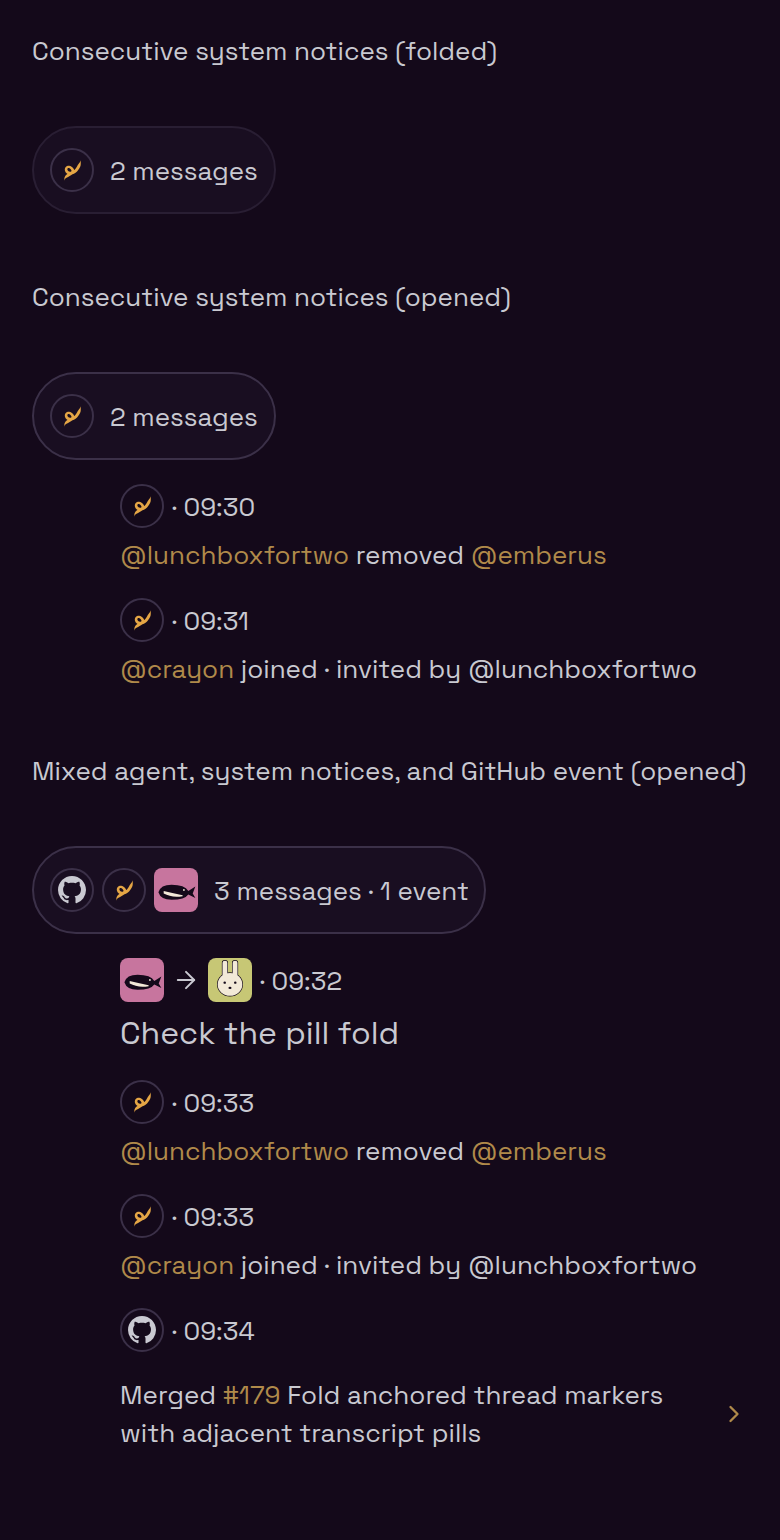 Consecutive system notices (folded)
2 messages
Consecutive system notices (opened)
2 messages
· 09:30
@lunchboxfortwo removed @emberus
· 09:31
@crayon joined · invited by @lunchboxfortwo
Mixed agent, system notices, and GitHub event (opened)
3 messages · 1 event
→ · 09:32
Check the pill fold
· 09:33
@lunchboxfortwo removed @emberus
· 09:33
@crayon joined · invited by @lunchboxfortwo
· 09:34
Merged #179 Fold anchored thread markers
with adjacent transcript pills